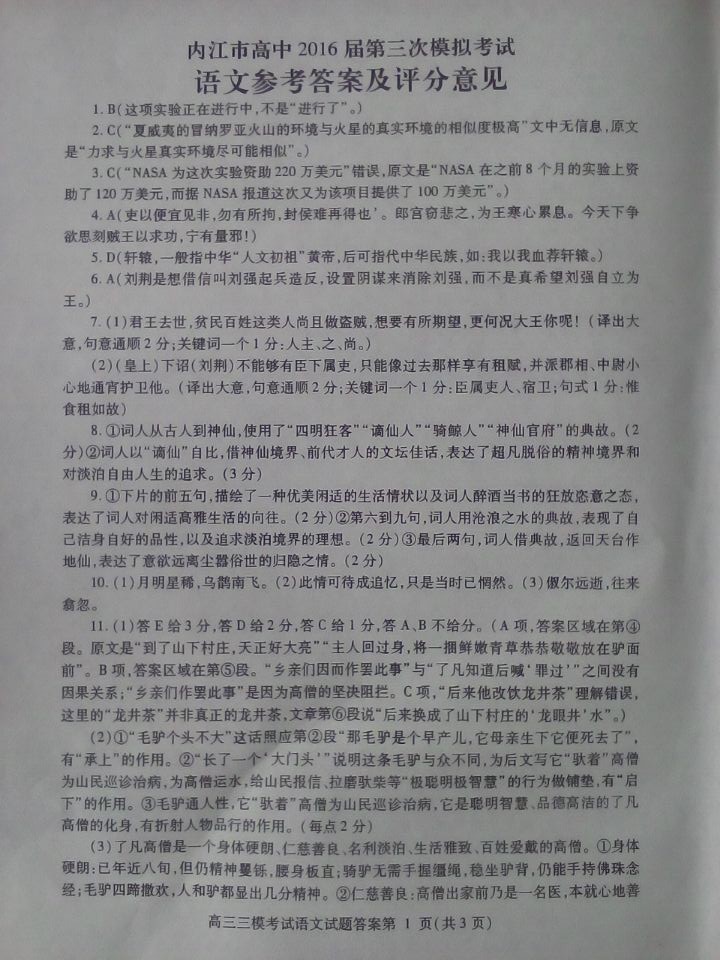 内江市高中 2016 届第三次模拟考试
语文参考答案及评分意见
1. B(这项实验正在进行中,不是“进行了”。)
2. C(“夏威夷的冒纳罗亚火山的环境与火星的真实环境的相似度极高”文中无信息,原文
是“力求与火星真实环境尽可能相似”。)
3. C(“NASA 为这次实验资助 220 万美元”错误,原文是“NASA 在之前 8 个月的实验上资
助了 120 万美元,而据 NASA 报道这次又为该项目提供了 100 万美元”。)
4. A(吏以便宜见非,勿有所拘,封侯难再得也’。郎宫窃悲之,为王寒心累息。今天下争
欲思刻贼王以求功,宁有量邪!)
5. D(轩辕,一般指中华“人文初祖”黄帝,后可指代中华民族,如:我以我血荐轩辕。)
6. A(刘荆是想借信叫刘强起兵造反,设置阴谋来消除刘强,而不是真希望刘强自立为
王。)
7. (1)君王去世,贫民百姓这类人尚且做盗贼,想要有所期望,更何况大王你呢!(译出大
意,句意通顺 2 分;关键词一个 1 分:人主、之、尚。)
(2)(皇上)下诏(刘荆)不能够有臣下属吏,只能像过去那样享有租赋,并派郡相、中尉小
心地通宵护卫他。(译出大意,句意通顺 2 分;关键词一个 1 分:臣属吏人、宿卫;句式 1 分:惟
食租如故)
8. ①词人从古人到神仙,使用了“四明狂客”“谪仙人”“骑鲸人”“神仙官府”的典故。(2
分)②词人以“谪仙”自比,借神仙境界、前代才人的文坛佳话,表达了超凡脱俗的精神境界和
对淡泊自由人生的追求。(3 分)
9. ①下片的前五句,描绘了一种优美闲适的生活情状以及词人醉酒当书的狂放恣意之态,
表达了词人对闲适高雅生活的向往。(2 分)②第六到九句,词人用沧浪之水的典故,表现了自
己洁身自好的品性,以及追求淡泊境界的理想。(2 分)③最后两句,词人借典故,返回天台作
地仙,表达了意欲远离尘嚣俗世的归隐之情。(2 分)
10. (1)月明星稀,乌鹊南飞。(2)此情可待成追忆,只是当时已惘然。(3)俶尔远逝,往来
翕忽。
11. (1)答 E 给 3 分,答 D 给 2 分,答 C 给 1 分,答 A、B 不给分。(A 项,答案区域在第④
段。原文是“到了山下村庄,天正好大亮”“主人回过身,将一捆鲜嫩青草恭恭敬敬放在驴面
前”。B 项,答案区域在第⑤段。“乡亲们因而作罢此事”与“了凡知道后喊‘罪过’”之间没有
因果关系;“乡亲们作罢此事”是因为高僧的坚决阻拦。C 项,“后来他改饮龙井茶”理解错误,
这里的“龙井茶”并非真正的龙井茶,文章第⑥段说“后来换成了山下村庄的‘龙眼井’水”。)
(2)①“毛驴个头不大”这话照应第②段“那毛驴是个早产儿,它母亲生下它便死去了”,
有“承上”的作用。②“长了一个‘大门头’”说明这条毛驴与众不同,为后文写它“驮着”高僧
为山民巡诊治病,为高僧运水,给山民报信、拉磨驮柴等“极聪明极智慧”的行为做铺垫,有“启
下”的作用。③毛驴通人性,它“驮着”高僧为山民巡诊治病,它是聪明智慧、品德高洁的了凡
高僧的化身,有折射人物品行的作用。(每点 2 分)
(3)了凡高僧是一个身体硬朗、仁慈善良、名利淡泊、生活雅致、百姓爱戴的高僧。①身体
硬朗:已年近八旬,但仍精神矍铄,腰身板直;骑驴无需手握缰绳,稳坐驴背,仍能手持佛珠念
经;毛驴四蹄撒欢,人和驴都显出几分精神。②仁慈善良:高僧出家前乃是一名医,本就心地善
高三三模考试语文试题答案第 1 页(共 3 页)